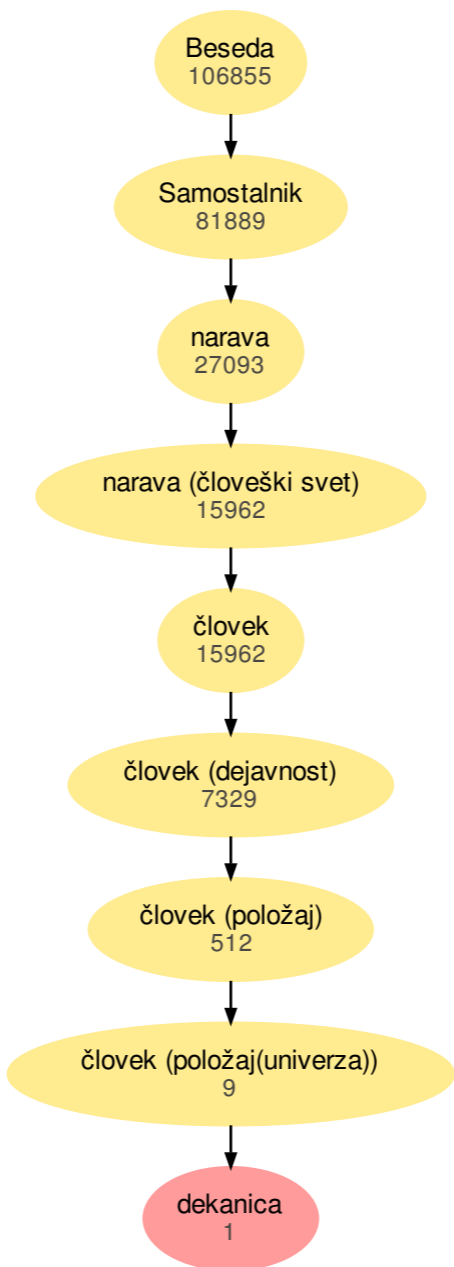 Beseda
106855
Samostalnik
81889
narava
27093
narava (človeški svet)
15962
človek
15962
človek (dejavnost)
7329
človek (položaj)
512
človek (položaj(univerza))
9
dekanica
1